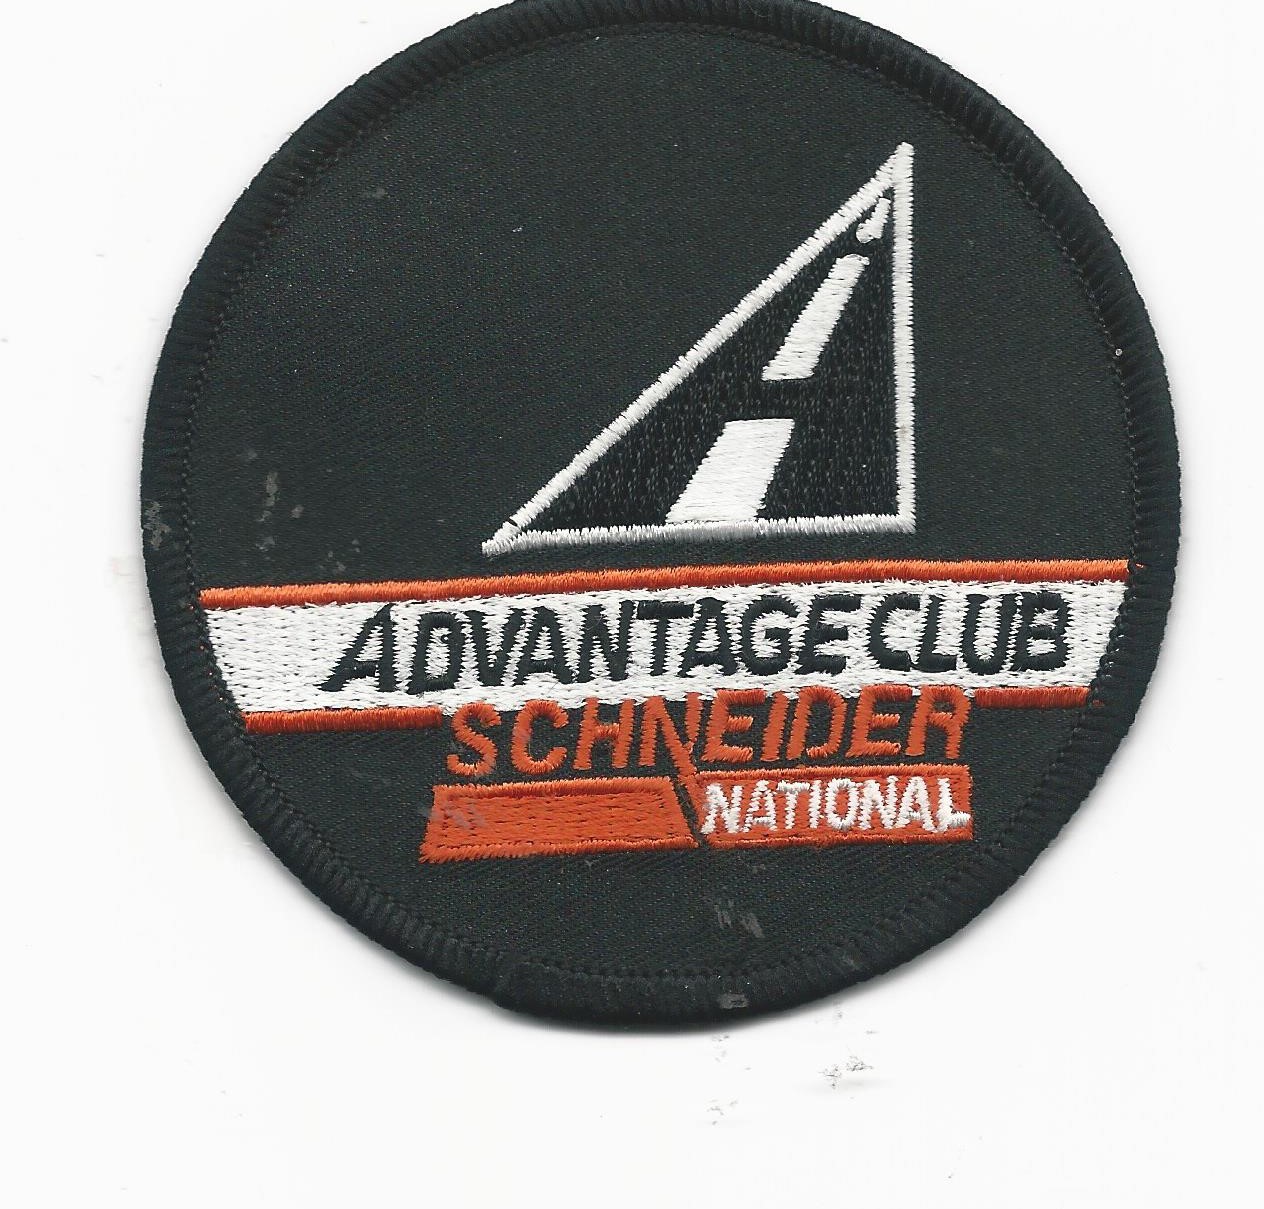 ADVANTAGE CLUB
SCHNEIDER
NATIONAL